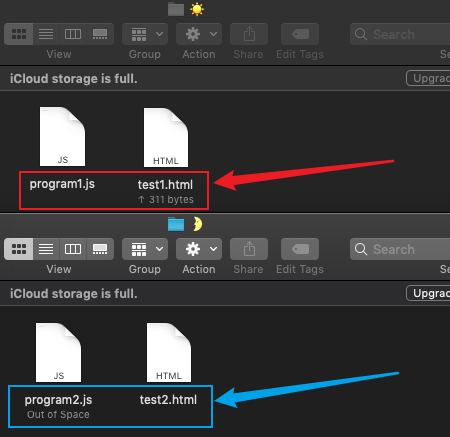 View
Group
Action
Share
Edit Tags
Search
iCloud storage is full.
Upgrad
JS
HTML
program1.js
test1.html
↑ 311 bytes
View
Group
Action
Share
Edit Tags
Search
iCloud storage is full.
Upgrad
JS
HTML
program2.js
test2.html
Out of Space